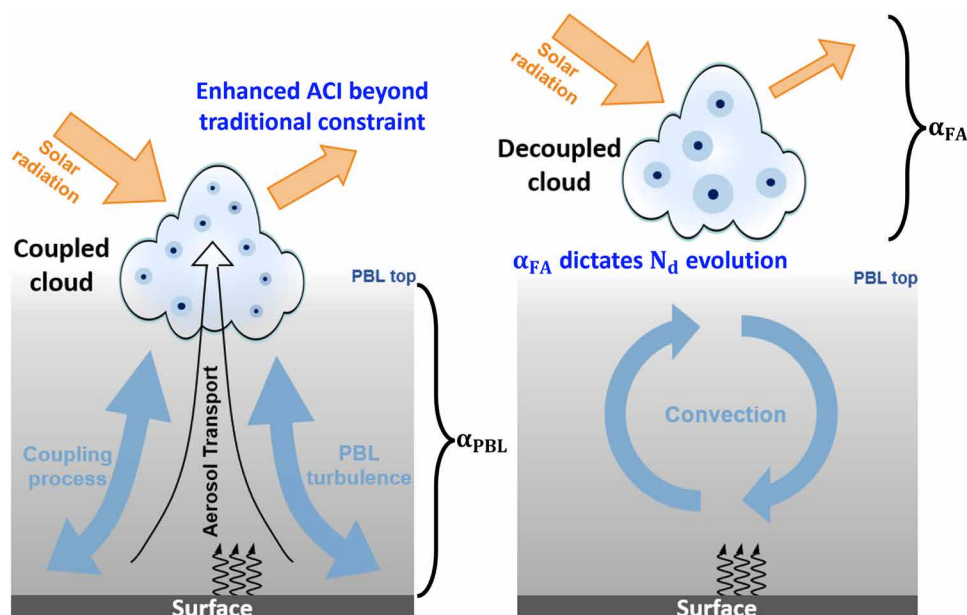 Solar
radiation
Enhanced ACI beyond
traditional constraint
Coupled
cloud
PBL top
Coupling
process
Aerosol Transport
PBL
turbulence
α_PBL
Surface
Solar
radiation
Decoupled
cloud
α_FA
α_FA dictates N_d evolution
PBL top
Convection
Surface